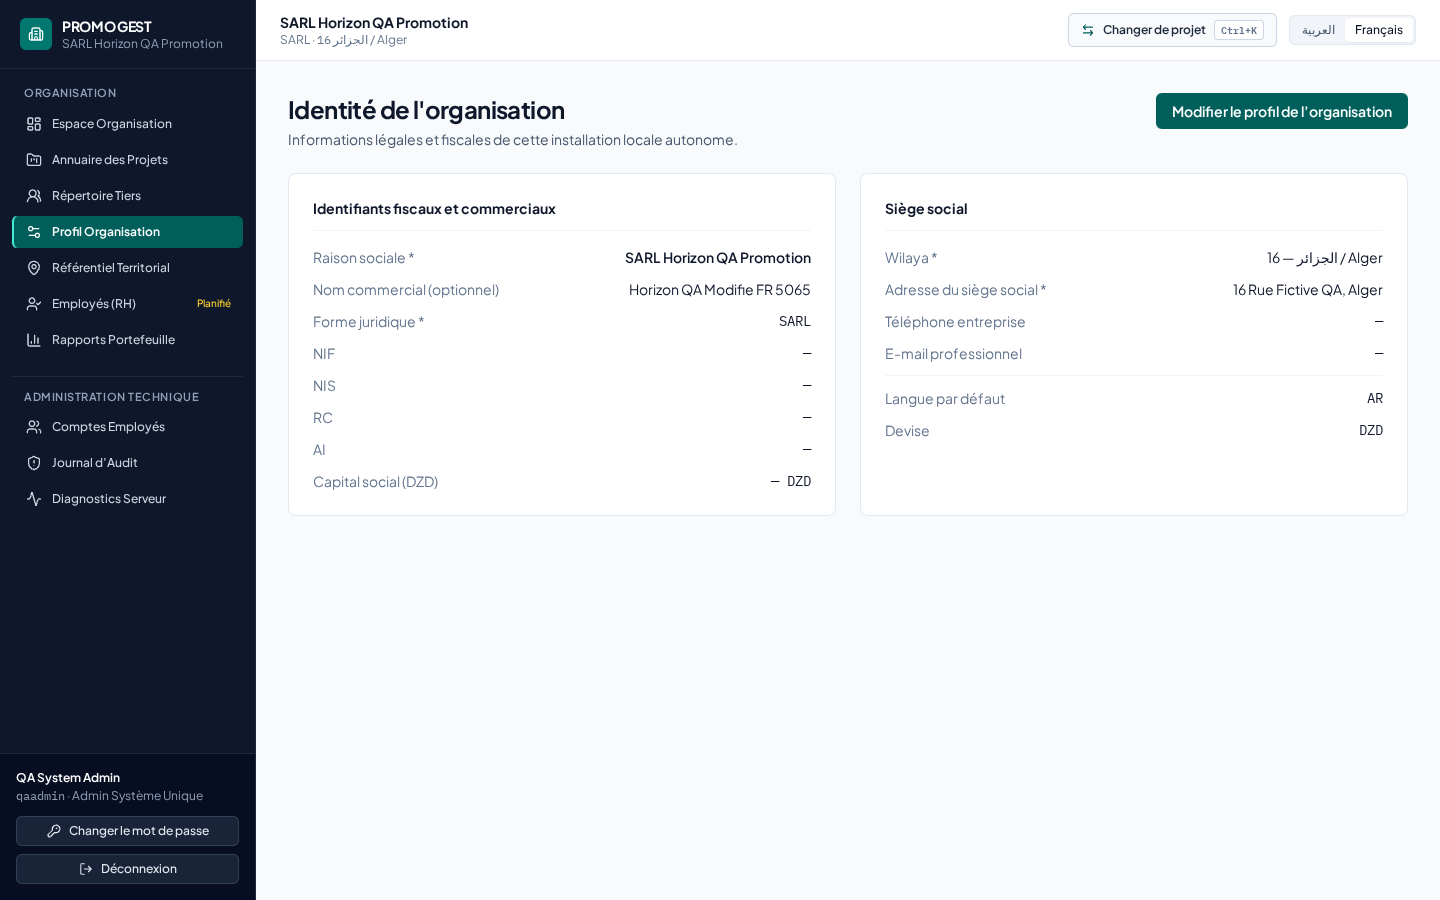 PROMOGEST
SARL Horizon QA Promotion
ORGANISATION
Espace Organisation
Annuaire des Projets
Répertoire Tiers
Profil Organisation
Référentiel Territorial
Employés (RH)
Planifié
Rapports Portefeuille
ADMINISTRATION TECHNIQUE
Comptes Employés
Journal d’Audit
Diagnostics Serveur
QA System Admin
qaadmin · Admin Système Unique
Changer le mot de passe
Déconnexion
SARL Horizon QA Promotion
SARL · 16 الجزائر / Alger
Changer de projet Ctrl+K
العربية
Français
Identité de l'organisation
Informations légales et fiscales de cette installation locale autonome.
Modifier le profil de l’organisation
Identifiants fiscaux et commerciaux
Raison sociale * SARL Horizon QA Promotion
Nom commercial (optionnel) Horizon QA Modifie FR 5065
Forme juridique * SARL
NIF —
NIS —
RC —
AI —
Capital social (DZD) — DZD
Siège social
Wilaya * 16 — الجزائر / Alger
Adresse du siège social * 16 Rue Fictive QA, Alger
Téléphone entreprise —
E-mail professionnel —
Langue par défaut AR
Devise DZD